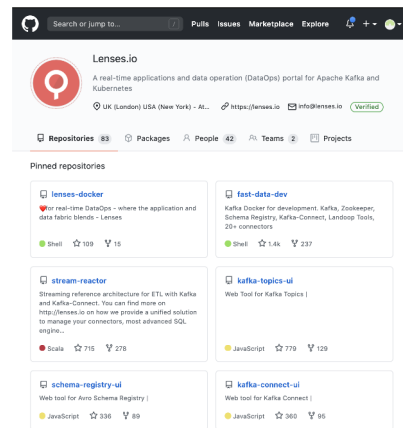 Search or jump to... / Pulls Issues Marketplace Explore
Lenses.io
A real-time applications and data operation (DataOps) portal for Apache Kafka and
Kubernetes
UK (London) USA (New York) - At... https://lenses.io info@lenses.io Verified
Repositories 83 Packages People 42 Teams 2 Projects
Pinned repositories
lenses-docker
❤for real-time DataOps - where the application and
data fabric blends - Lenses
Shell 109 15
fast-data-dev
Kafka Docker for development. Kafka, Zookeeper,
Schema Registry, Kafka-Connect, Landoop Tools,
20+ connectors
Shell 1.4k 237
stream-reactor
Streaming reference architecture for ETL with Kafka
and Kafka-Connect. You can find more on
http://lenses.io on how we provide a unified solution
to manage your connectors, most advanced SQL
engine...
Scala 715 278
kafka-topics-ui
Web Tool for Kafka Topics |
JavaScript 779 129
schema-registry-ui
Web tool for Avro Schema Registry |
JavaScript 336 89
kafka-connect-ui
Web tool for Kafka Connect |
JavaScript 360 95